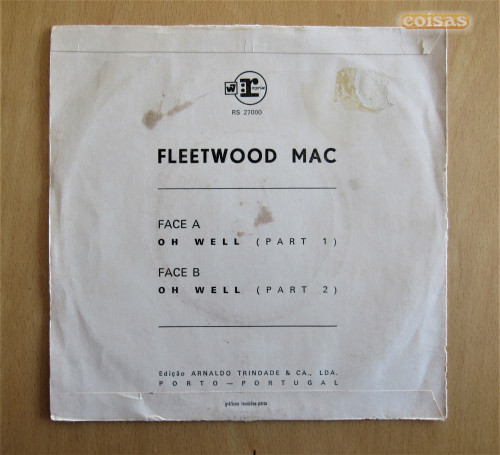 coisas
W
r
reprise
RS 27000
FLEETWOOD MAC
FACE A
OH WELL (PART 1)
FACE B
OH WELL (PART 2)
Edição ARNALDO TRINDADE & CA., LDA.
PORTO — PORTUGAL